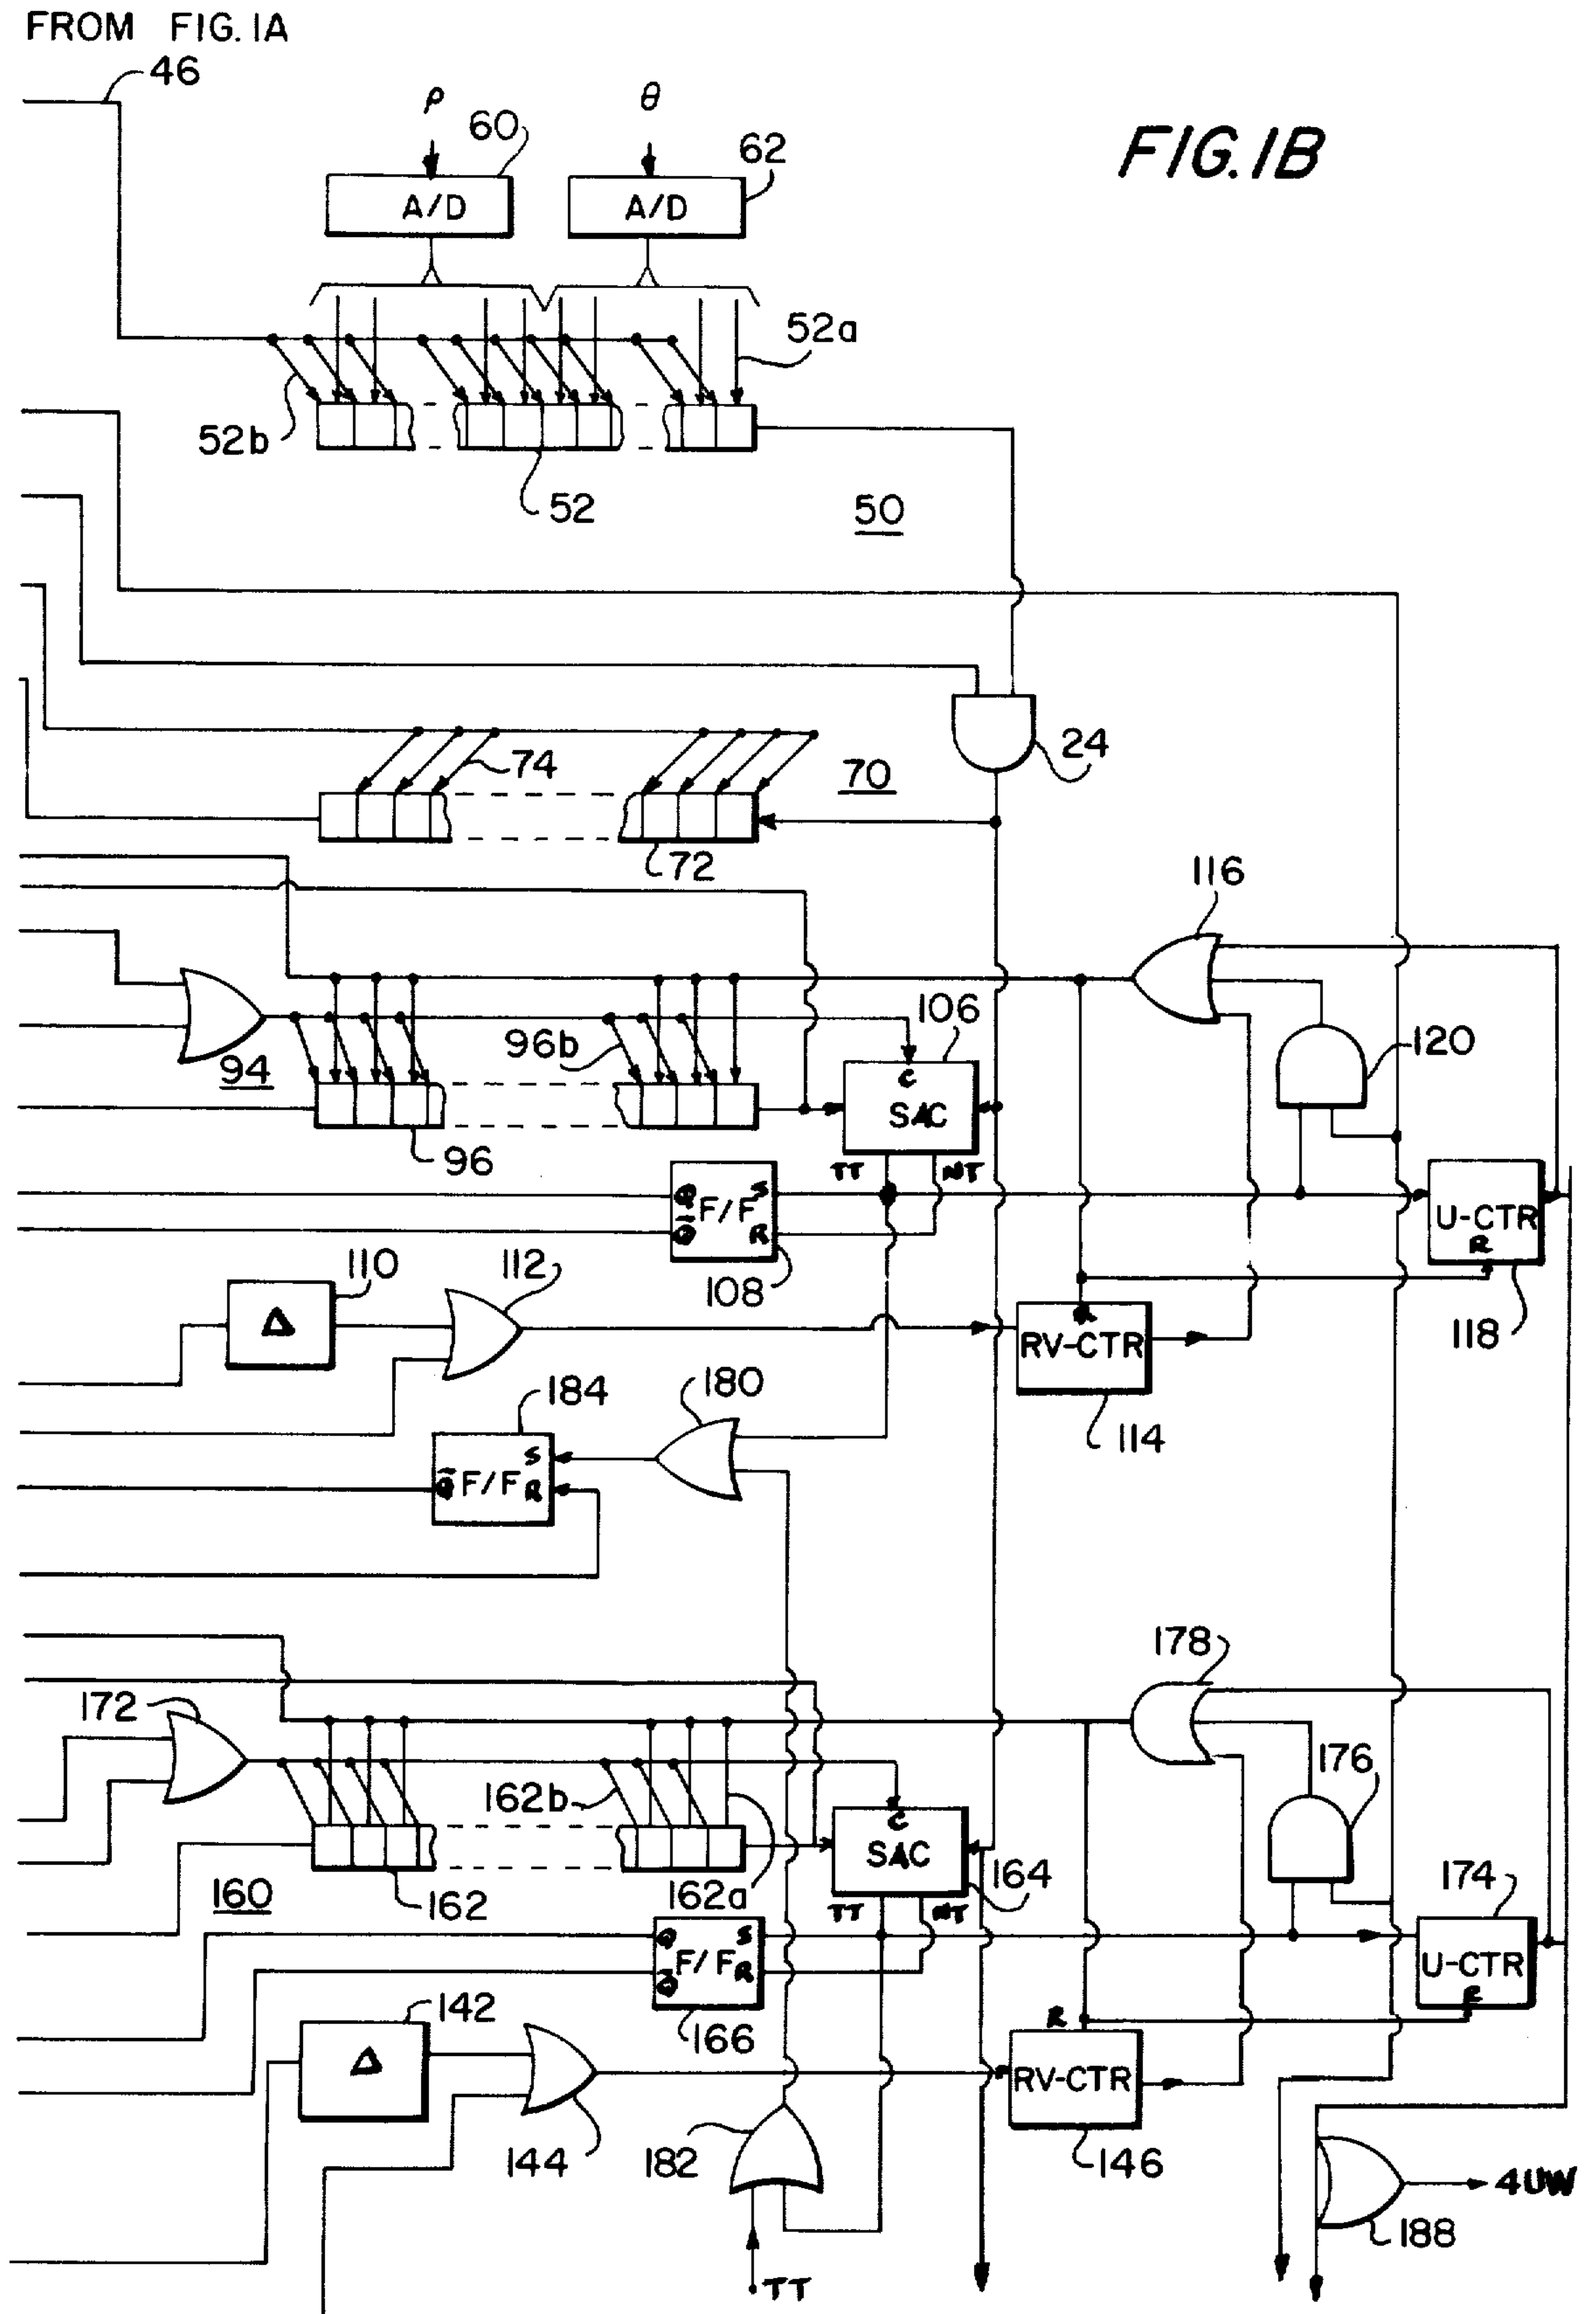 FROM FIG. 1A
46
ρ
θ
60
62
FIG. 1B
A/D
A/D
52a
52b
52
50
24
74
70
72
116
106
96b
120
94
C
SAC
96
TT
NT
Q
S
F/F
Q̄
R
U-CTR
R
110
112
108
118
Δ
R
RV-CTR
180
184
114
S
Q̄ F/F R
178
172
176
162b
C
SAC
174
164
160
162
162a
TT
NT
Q
S
F/F
Q̄
R
U-CTR
R
142
166
R
Δ
RV-CTR
144
182
146
4UW
188
TT